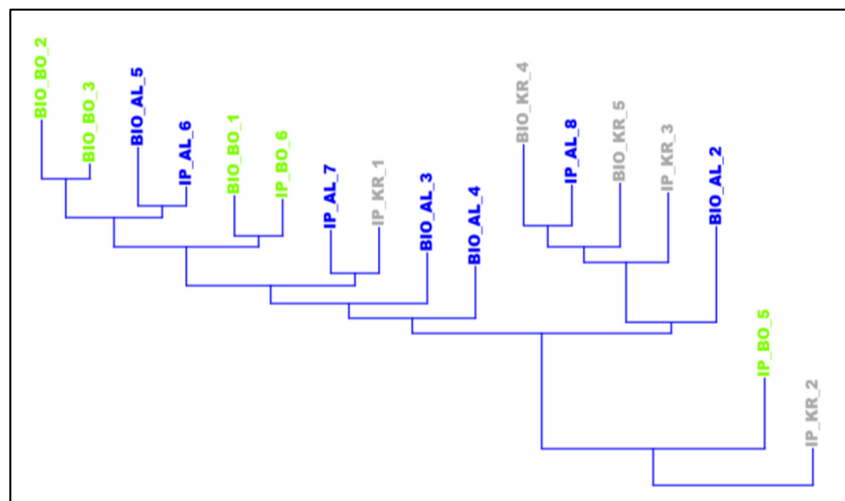 BIO_BO_2
BIO_BO_3
BIO_AL_5
IP_AL_6
BIO_BO_1
IP_BO_6
IP_AL_7
IP_KR_1
BIO_AL_3
BIO_AL_4
BIO_KR_4
IP_AL_8
BIO_KR_5
IP_KR_3
BIO_AL_2
IP_BO_5
IP_KR_2